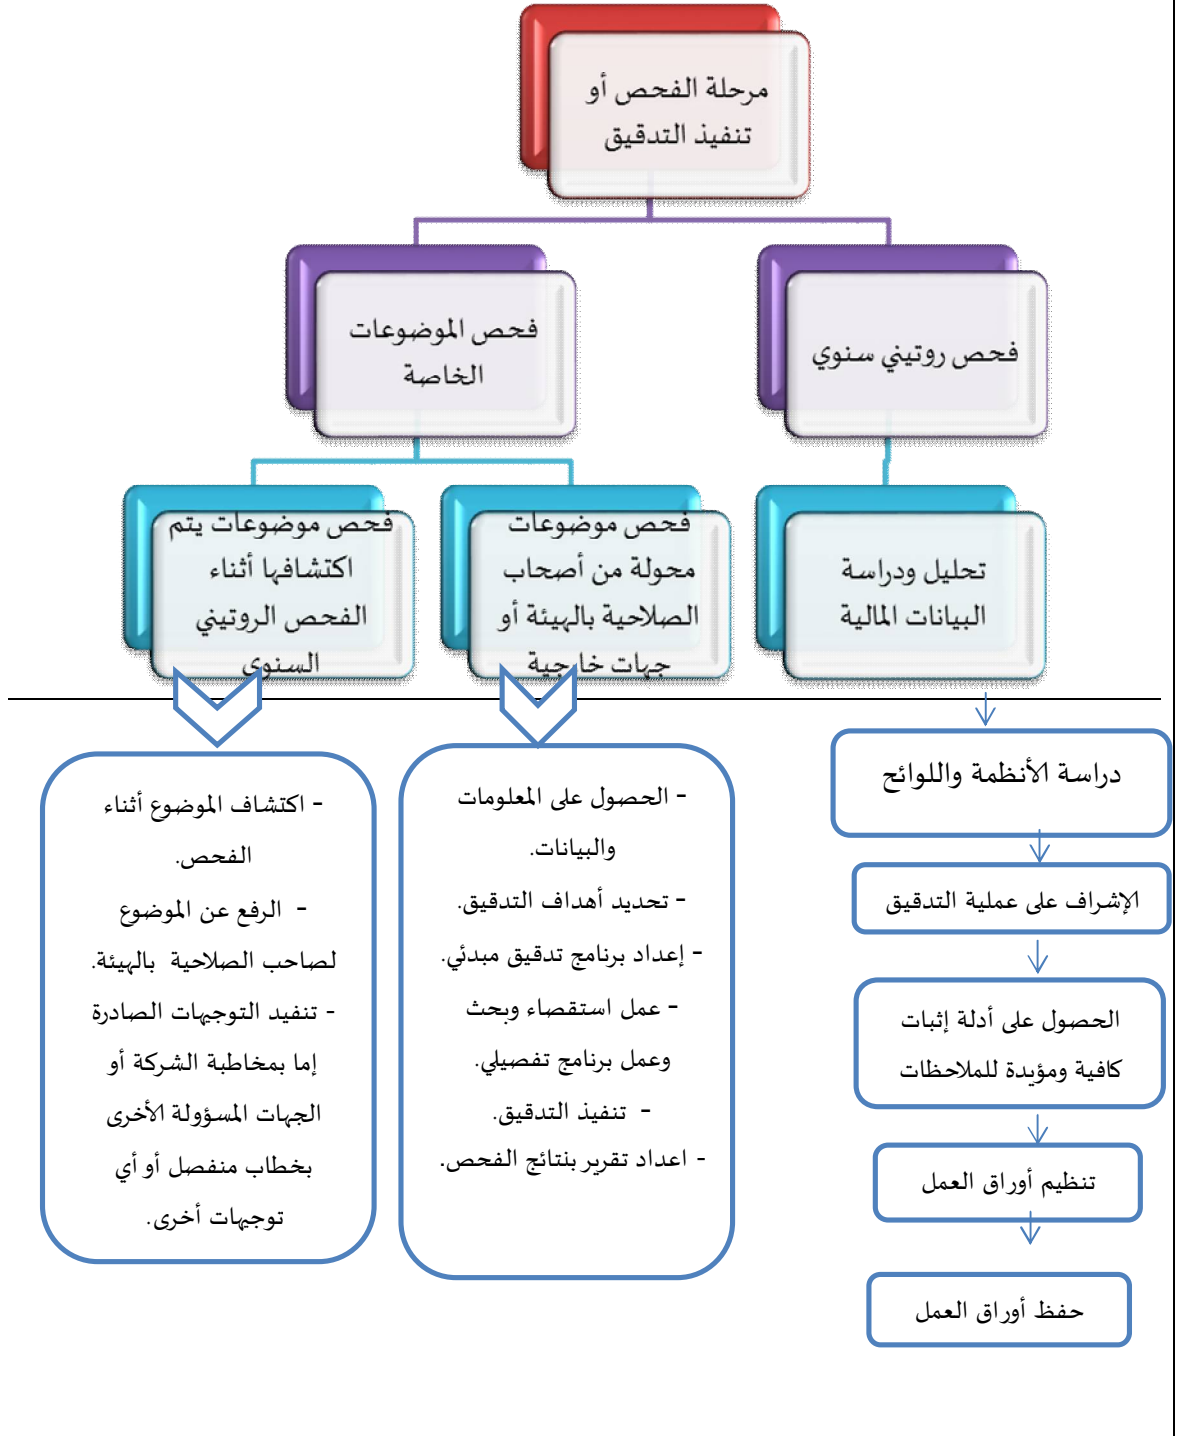 مرحلة الفحص أو
تنفيذ التدقيق
فحص روتيني سنوي
فحص الموضوعات
الخاصة
تحليل ودراسة
البيانات المالية
فحص موضوعات
محولة من أصحاب
الصلاحية بالهيئة أو
جهات خارجية
فحص موضوعات يتم
اكتشافها أثناء
الفحص الروتيني
السنوي
دراسة الأنظمة واللوائح
الإشراف على عملية التدقيق
الحصول على أدلة إثبات
كافية ومؤيدة للملاحظات
تنظيم أوراق العمل
حفظ أوراق العمل
- الحصول على المعلومات
والبيانات.
- تحديد أهداف التدقيق.
- إعداد برنامج تدقيق مبدئي.
- عمل استقصاء وبحث
وعمل برنامج تفصيلي.
- تنفيذ التدقيق.
- اعداد تقرير بنتائج الفحص.
- اكتشاف الموضوع أثناء
الفحص.
- الرفع عن الموضوع
لصاحب الصلاحية بالهيئة.
- تنفيد التوجيهات الصادرة
إما بمخاطبة الشركة أو
الجهات المسؤولة الأخرى
بخطاب منفصل أو أي
توجيهات أخرى.